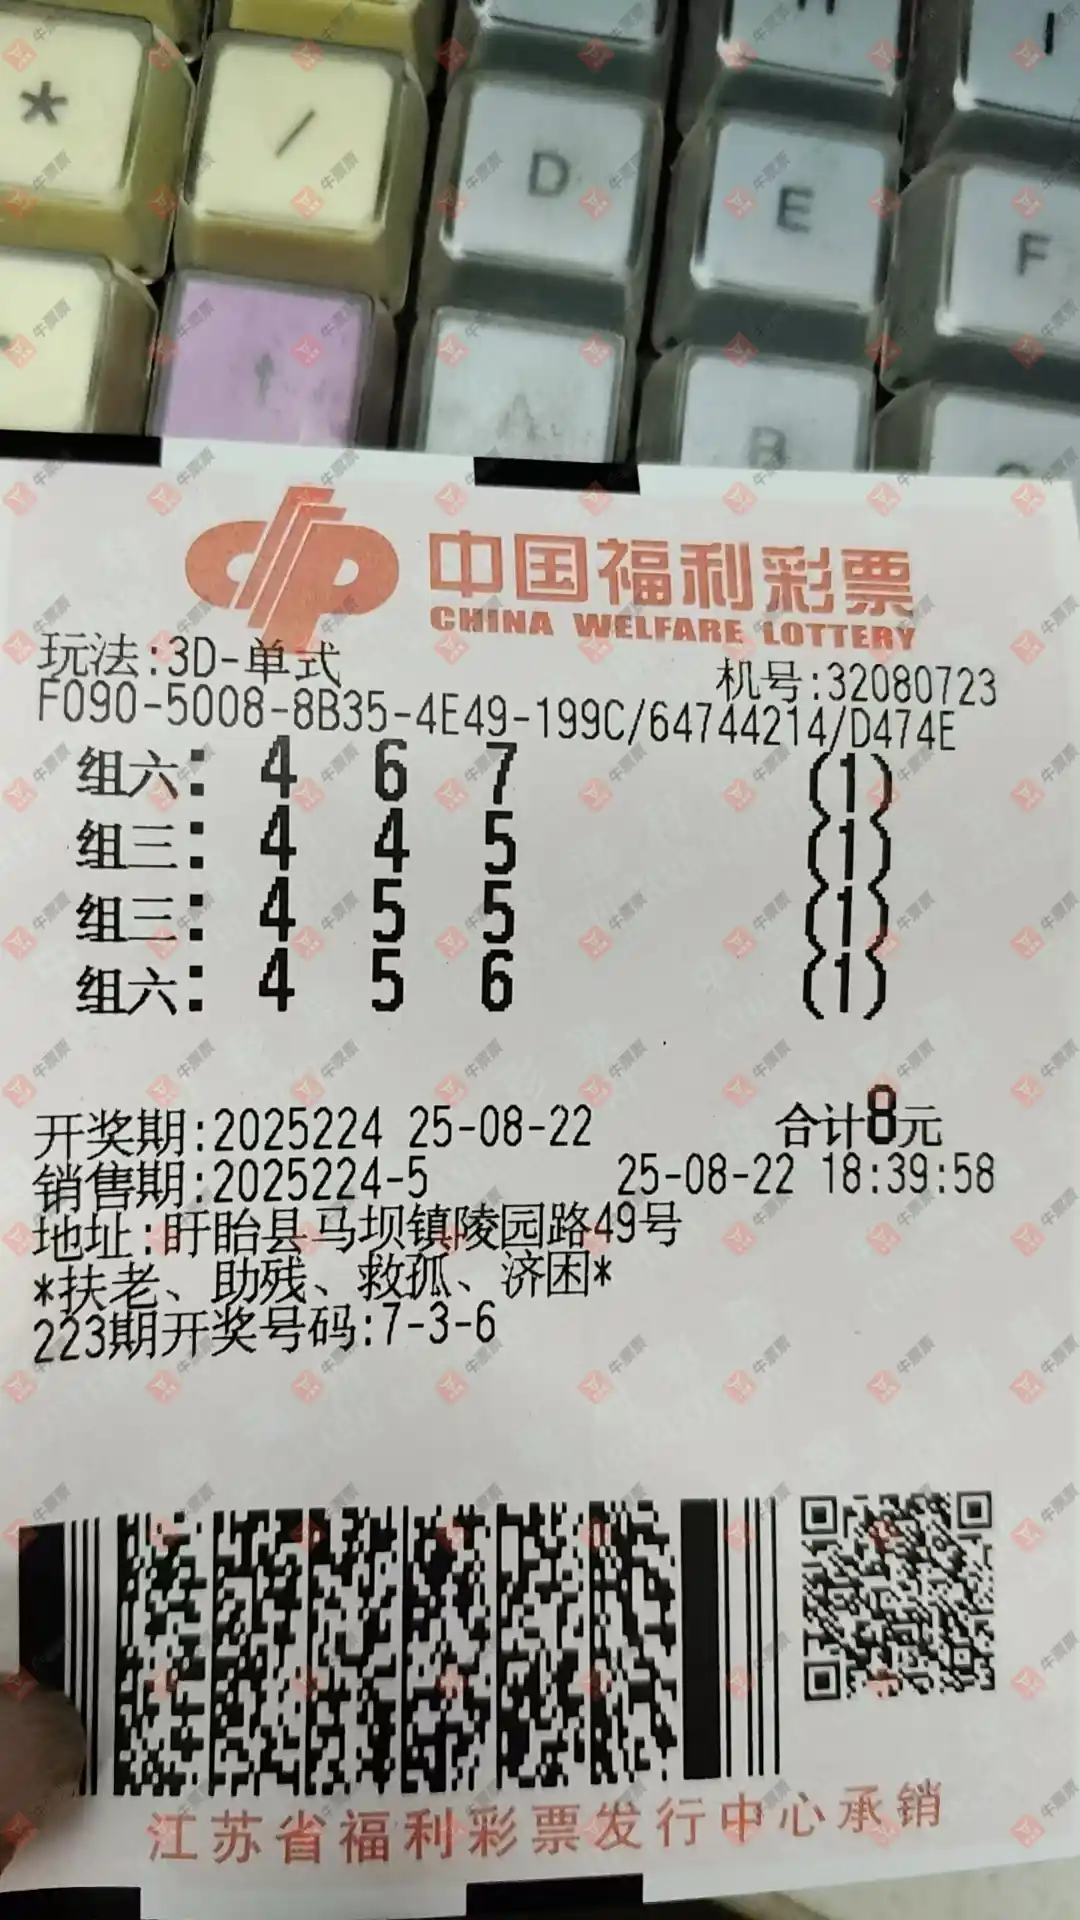 * / D E F
A B
中国福利彩票
CHINA WELFARE LOTTERY
玩法:3D-单式 机号:32080723
F090-5008-8B35-4E49-199C/64744214/D474E
组六: 4 6 7 (1)
组三: 4 4 5 (1)
组三: 4 5 5 (1)
组六: 4 5 6 (1)
开奖期:2025224 25-08-22 合计8元
销售期:2025224-5 25-08-22 18:39:58
地址:盱眙县马坝镇陵园路49号
*扶老、助残、救孤、济困*
223期开奖号码:7-3-6
江苏省福利彩票发行中心承销
牛票票